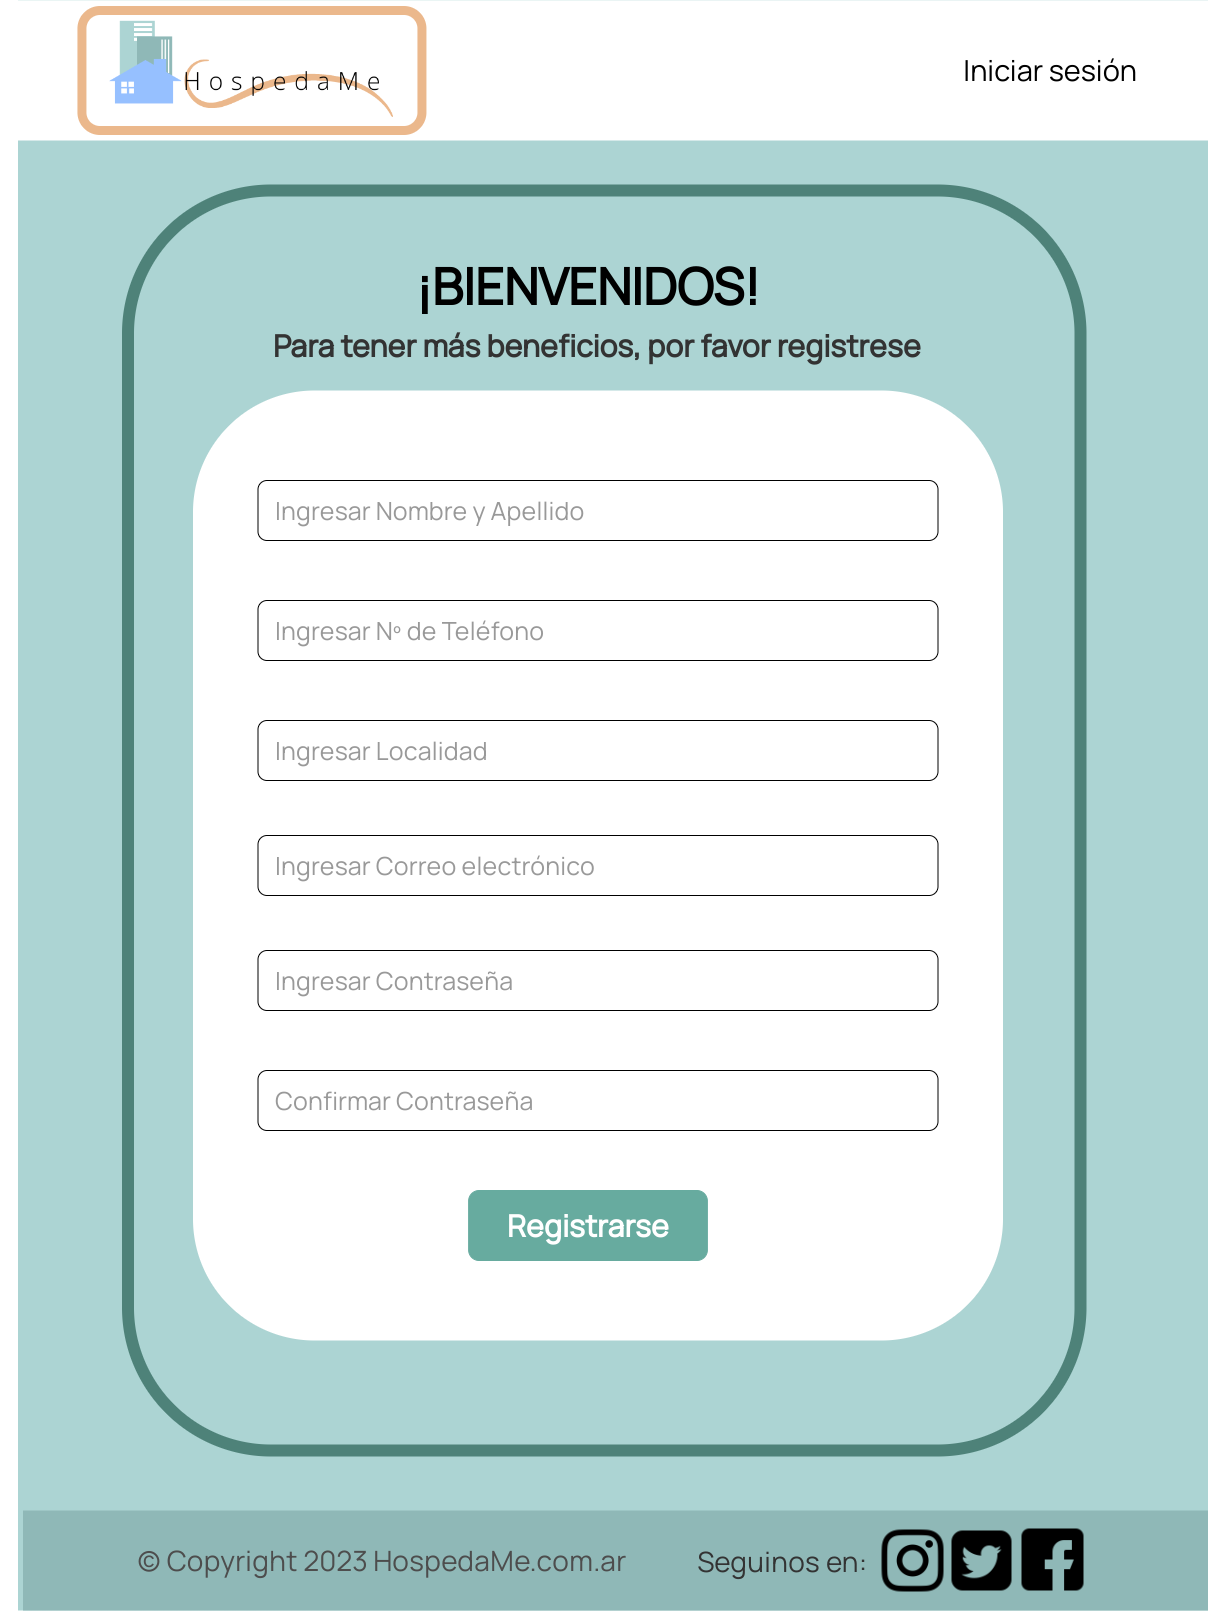 HospedaMe
Iniciar sesión
¡BIENVENIDOS!
Para tener más beneficios, por favor registrese
Ingresar Nombre y Apellido
Ingresar Nº de Teléfono
Ingresar Localidad
Ingresar Correo electrónico
Ingresar Contraseña
Confirmar Contraseña
Registrarse
© Copyright 2023 HospedaMe.com.ar
Seguinos en: